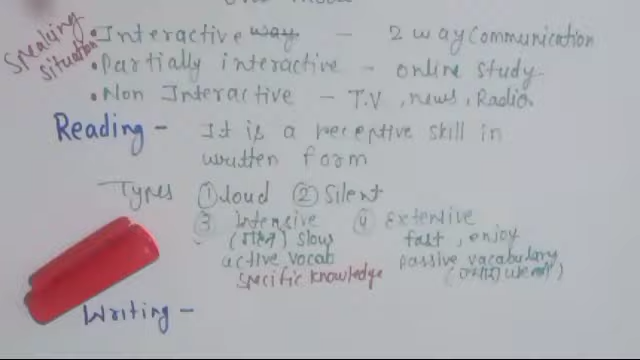 Speaking situation
• Interactive way – 2 way Communication
• Partially interactive – online study
• Non Interactive – T.V, news, Radio
Reading – It is a receptive skill in
written form
Types ① loud ② Silent
③ Intensive ④ Extensive
(गहन) slow fast, enjoy
active vocab passive vocabulary
specific knowledge
Writing –